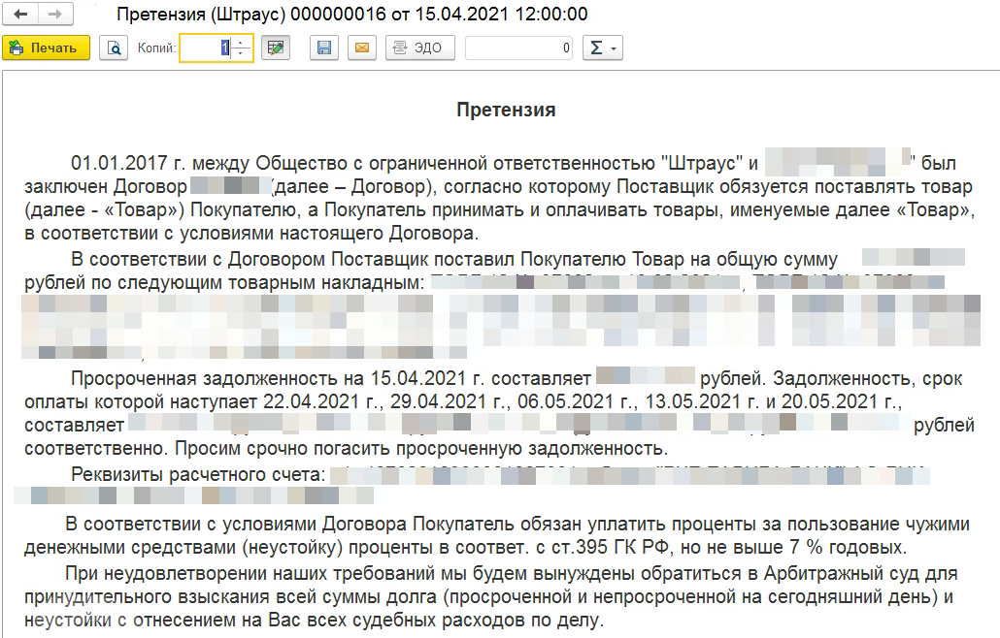 Претензия (Штраус) 000000016 от 15.04.2021 12:00:00
Печать Копий: 1 ЭДО 0 Σ
Претензия
01.01.2017 г. между Общество с ограниченной ответственностью "Штраус" и " был
заключен Договор (далее – Договор), согласно которому Поставщик обязуется поставлять товар
(далее - «Товар») Покупателю, а Покупатель принимать и оплачивать товары, именуемые далее «Товар»,
в соответствии с условиями настоящего Договора.
В соответствии с Договором Поставщик поставил Покупателю Товар на общую сумму
рублей по следующим товарным накладным:
Просроченная задолженность на 15.04.2021 г. составляет рублей. Задолженность, срок
оплаты которой наступает 22.04.2021 г., 29.04.2021 г., 06.05.2021 г., 13.05.2021 г. и 20.05.2021 г.,
составляет рублей
соответственно. Просим срочно погасить просроченную задолженность.
Реквизиты расчетного счета:
В соответствии с условиями Договора Покупатель обязан уплатить проценты за пользование чужими
денежными средствами (неустойку) проценты в соответ. с ст.395 ГК РФ, но не выше 7 % годовых.
При неудовлетворении наших требований мы будем вынуждены обратиться в Арбитражный суд для
принудительного взыскания всей суммы долга (просроченной и непросроченной на сегодняшний день) и
неустойки с отнесением на Вас всех судебных расходов по делу.